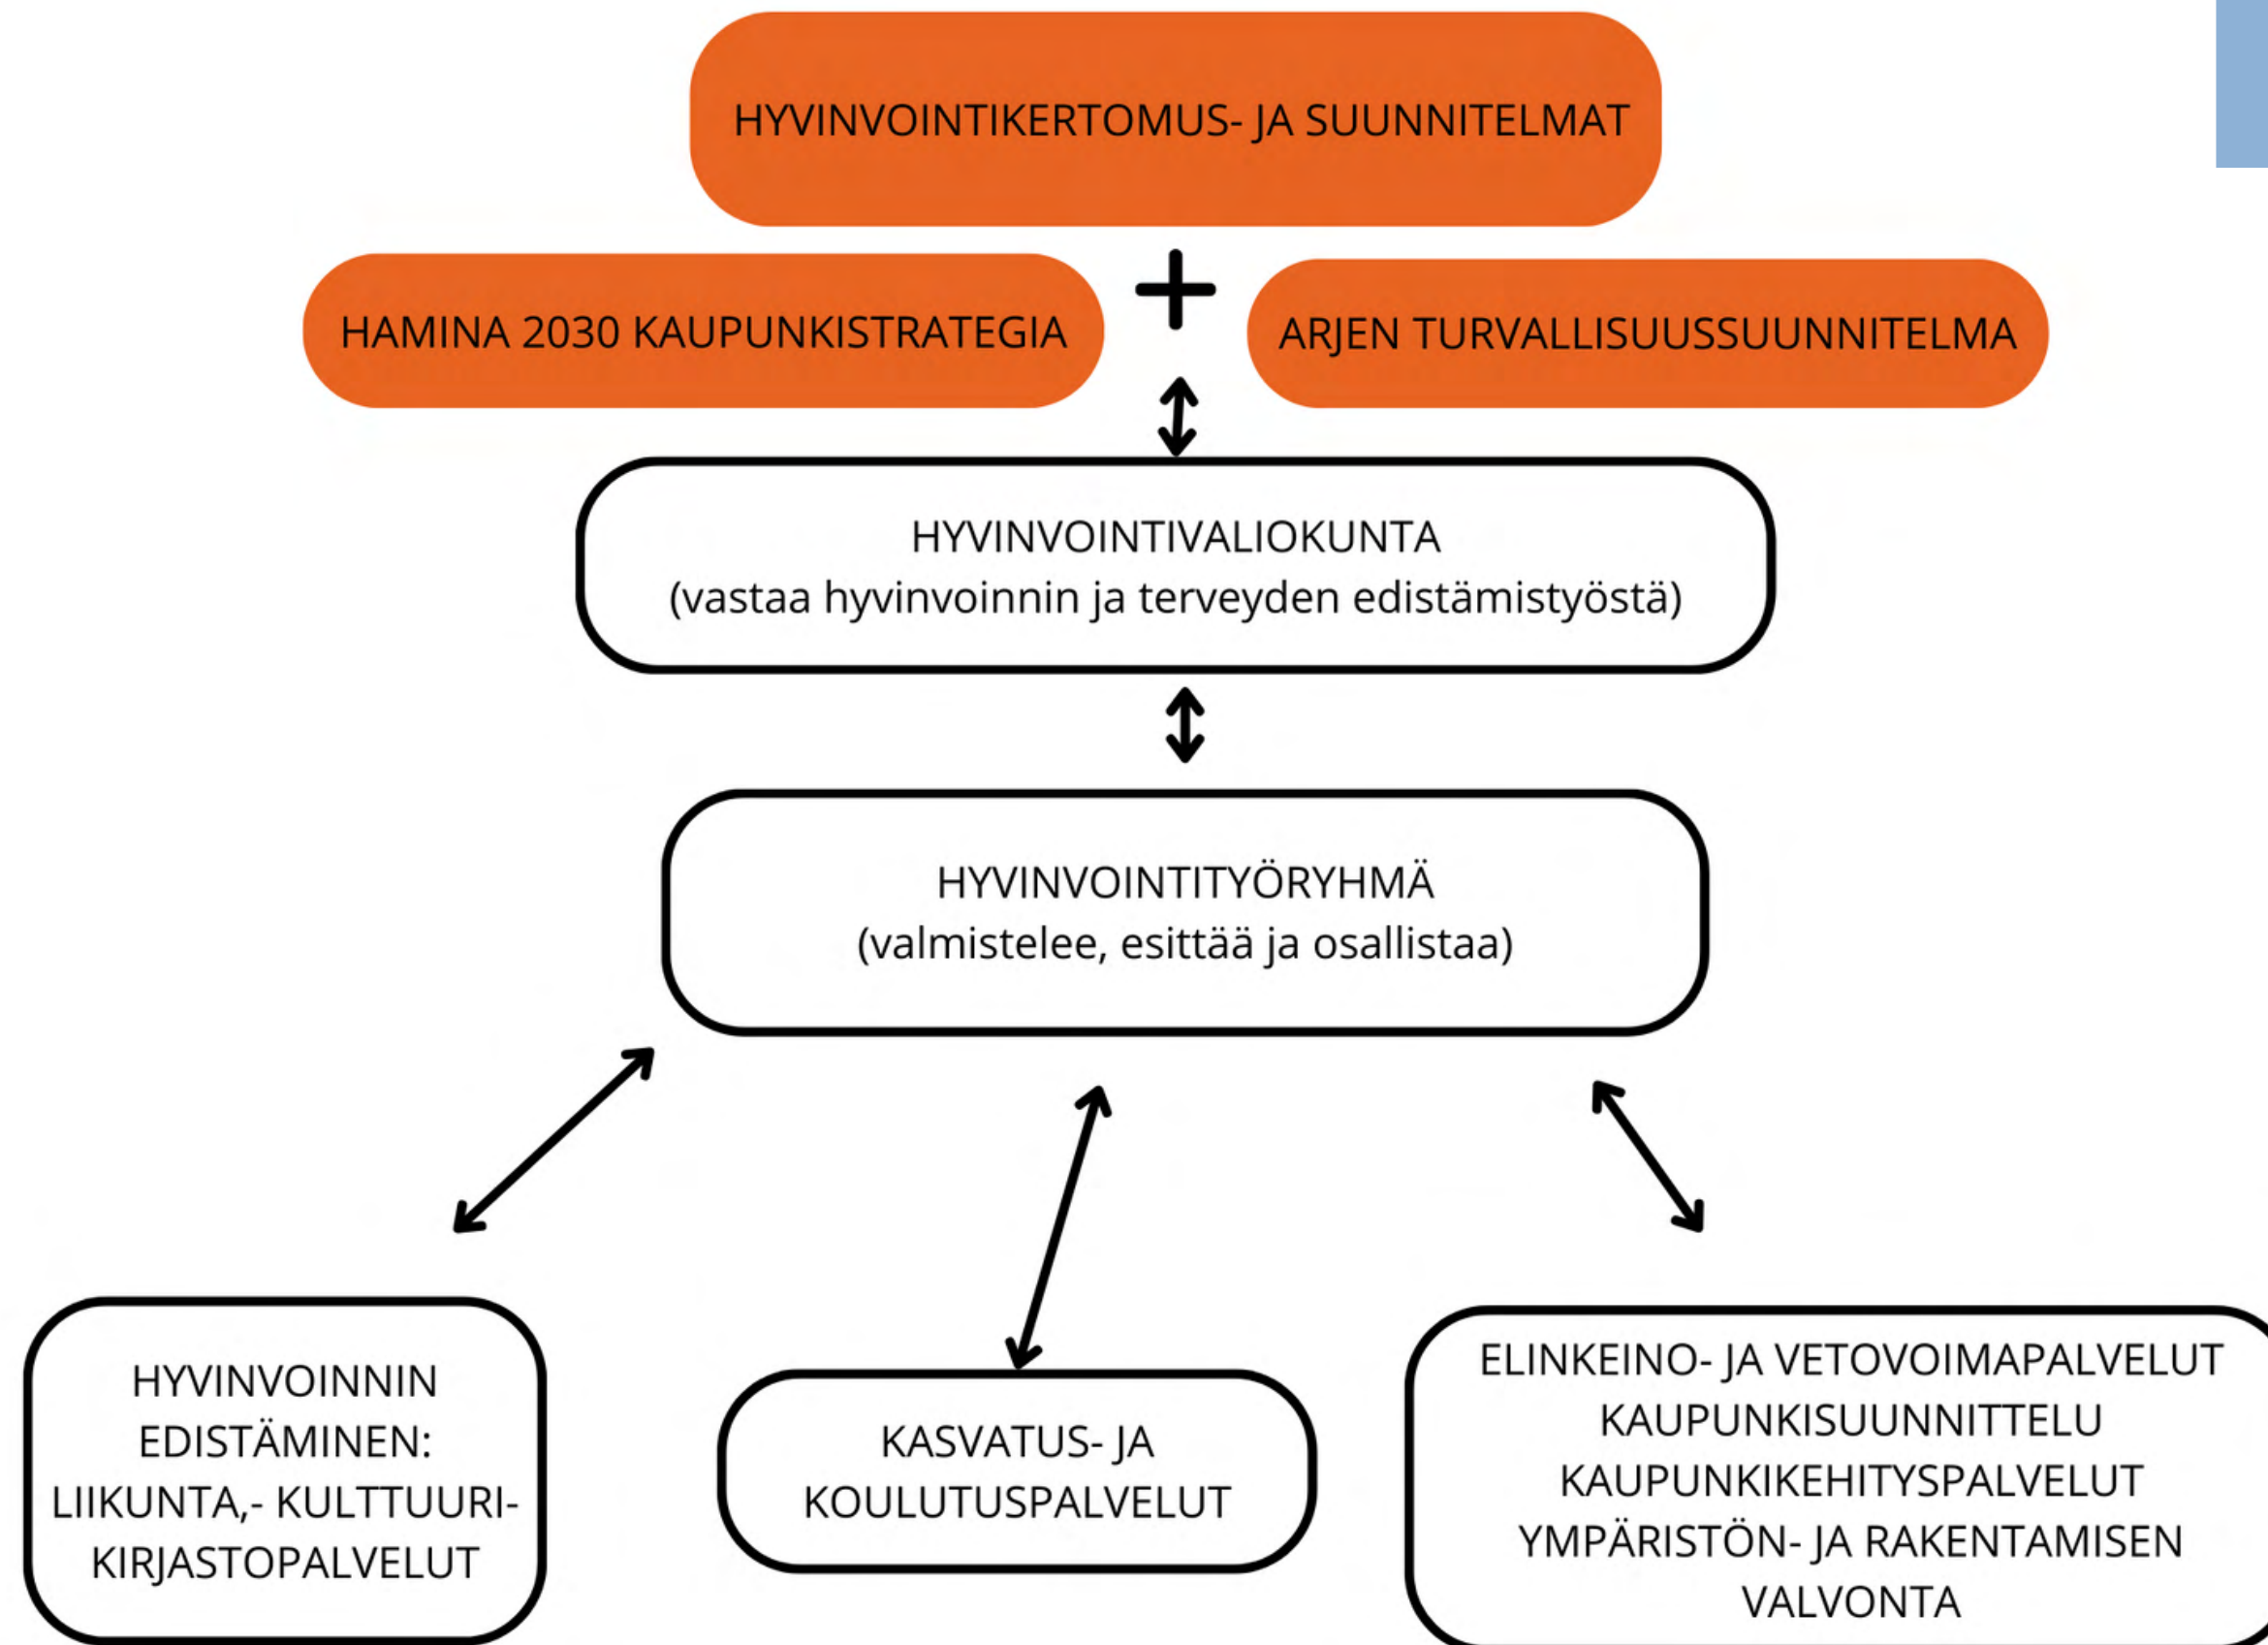 HYVINVOINTIKERTOMUS- JA SUUNNITELMAT
HAMINA 2030 KAUPUNKISTRATEGIA
ARJEN TURVALLISUUSSUUNNITELMA
HYVINVOINTIVALIOKUNTA
(vastaa hyvinvoinnin ja terveyden edistämistyöstä)
HYVINVOINTITYÖRYHMÄ
(valmistelee, esittää ja osallistaa)
HYVINVOINNIN
EDISTÄMINEN:
LIIKUNTA,- KULTTUURI-
KIRJASTOPALVELUT
KASVATUS- JA
KOULUTUSPALVELUT
ELINKEINO- JA VETOVOIMAPALVELUT
KAUPUNKISUUNNITTELU
KAUPUNKIKEHITYSPALVELUT
YMPÄRISTÖN- JA RAKENTAMISEN
VALVONTA